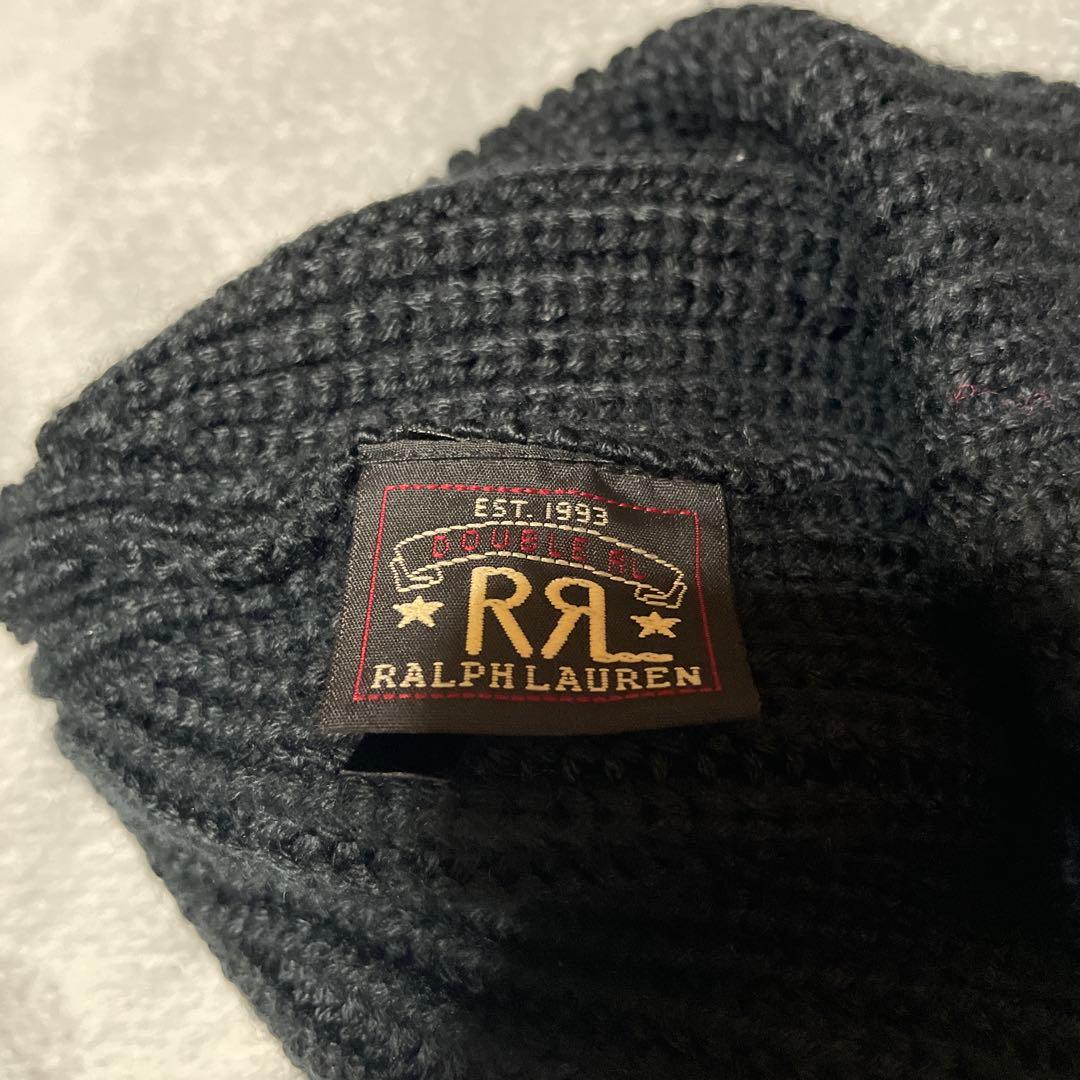 EST. 1993
DOUBLE RL
RRL
RALPH LAUREN